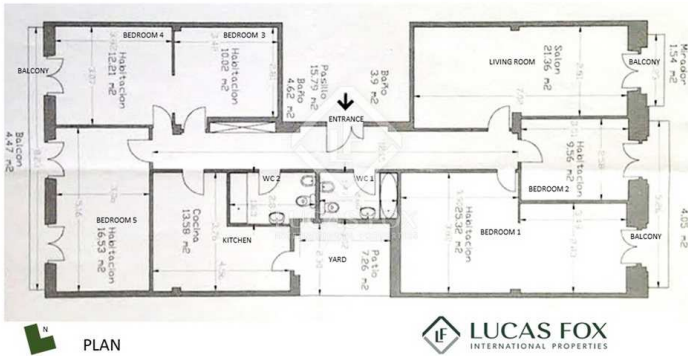 BEDROOM 4
BEDROOM 3
BALCONY
Habitacion
12.21 m2
Habitacion
10.02 m2
Pasillo
15.79 m2
Baño
4.62 m2
Baño
3.9 m2
ENTRANCE
LIVING ROOM
Salon
21.36 m2
BALCONY
Mirador
1.54 m2
Balcon
4.47 m2
Habitacion
9.56 m2
BEDROOM 2
WC 2
WC 1
BEDROOM 5
Habitacion
16.53 m2
Cocina
13.58 m2
KITCHEN
YARD
Patio
7.26 m2
Habitacion
25.32 m2
BEDROOM 1
BALCONY
4.05 m2
N
PLAN
LF
LUCAS FOX
INTERNATIONAL PROPERTIES